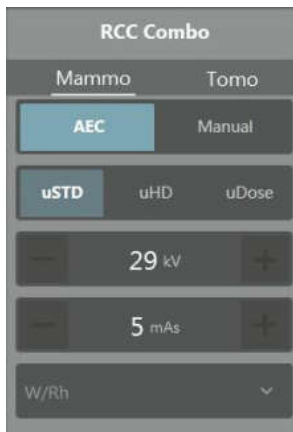 RCC Combo
Mammo Tomo
AEC Manual
uSTD uHD uDose
− 29 kV +
− 5 mAs +
W/Rh